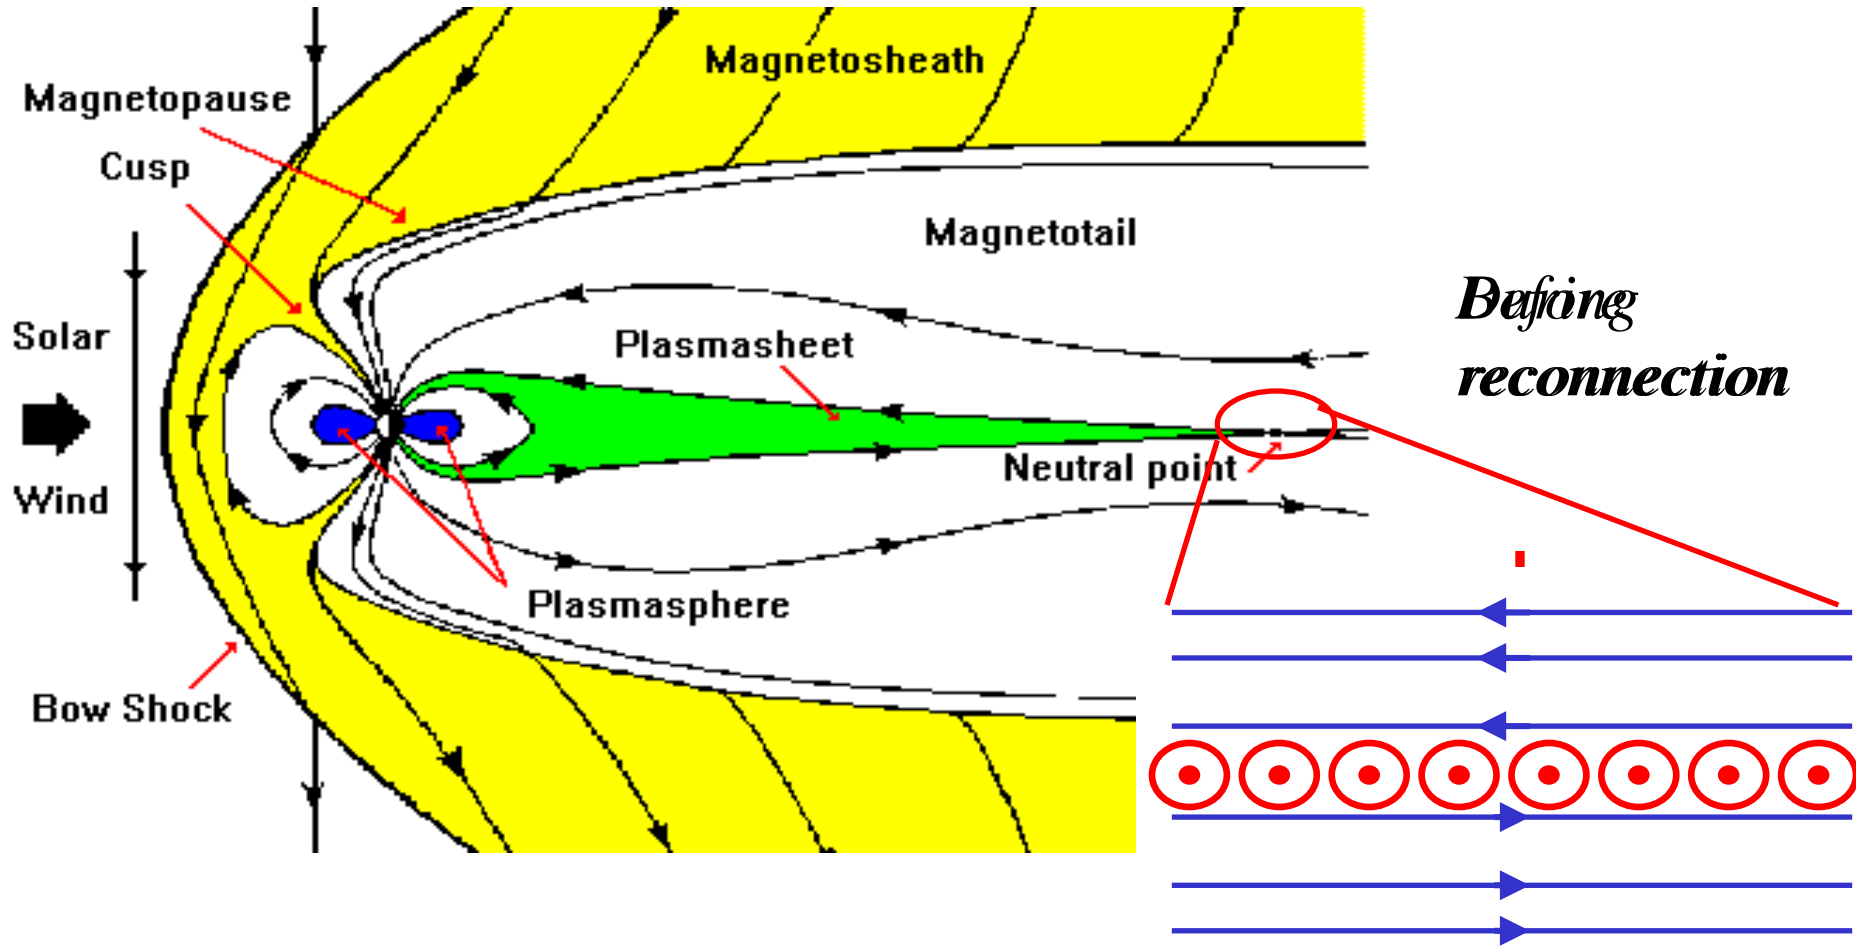 Magnetosheath
Magnetopause
Cusp
Magnetotail
Solar
Plasmasheet
Neutral point
Wind
Plasmasphere
Bow Shock
reconnection